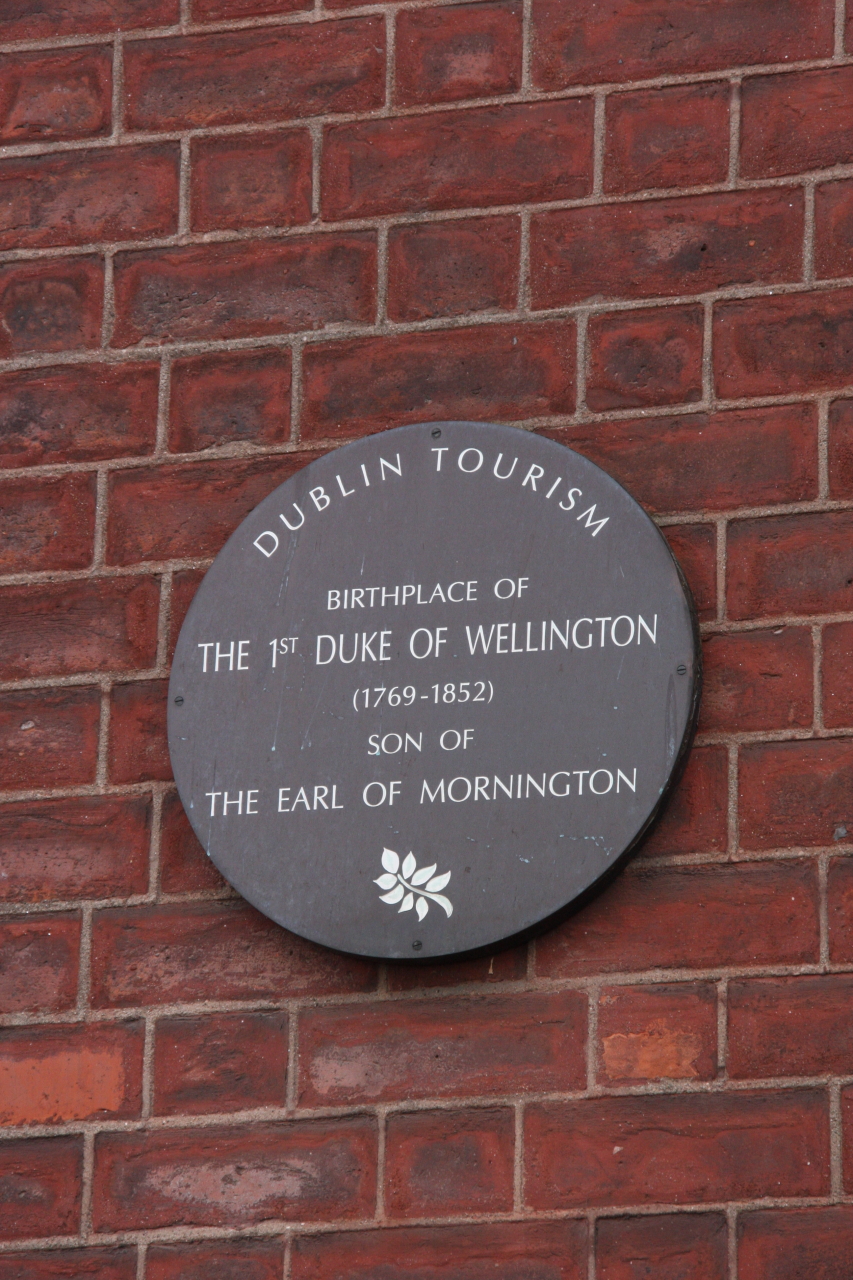 DUBLIN TOURISM
BIRTHPLACE OF
THE 1ST DUKE OF WELLINGTON
(1769-1852)
SON OF
THE EARL OF MORNINGTON